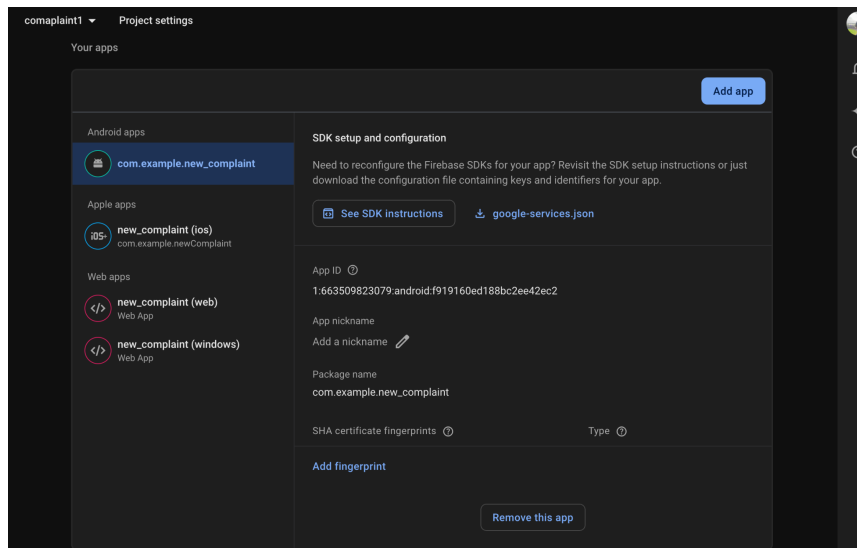 comaplaint1 Project settings
Your apps
Add app
Android apps
com.example.new_complaint
Apple apps
iOS+
new_complaint (ios)
com.example.newComplaint
Web apps
</>
new_complaint (web)
Web App
</>
new_complaint (windows)
Web App
SDK setup and configuration
Need to reconfigure the Firebase SDKs for your app? Revisit the SDK setup instructions or just
download the configuration file containing keys and identifiers for your app.
See SDK instructions
google-services.json
App ID
1:663509823079:android:f919160ed188bc2ee42ec2
App nickname
Add a nickname
Package name
com.example.new_complaint
SHA certificate fingerprints
Type
Add fingerprint
Remove this app